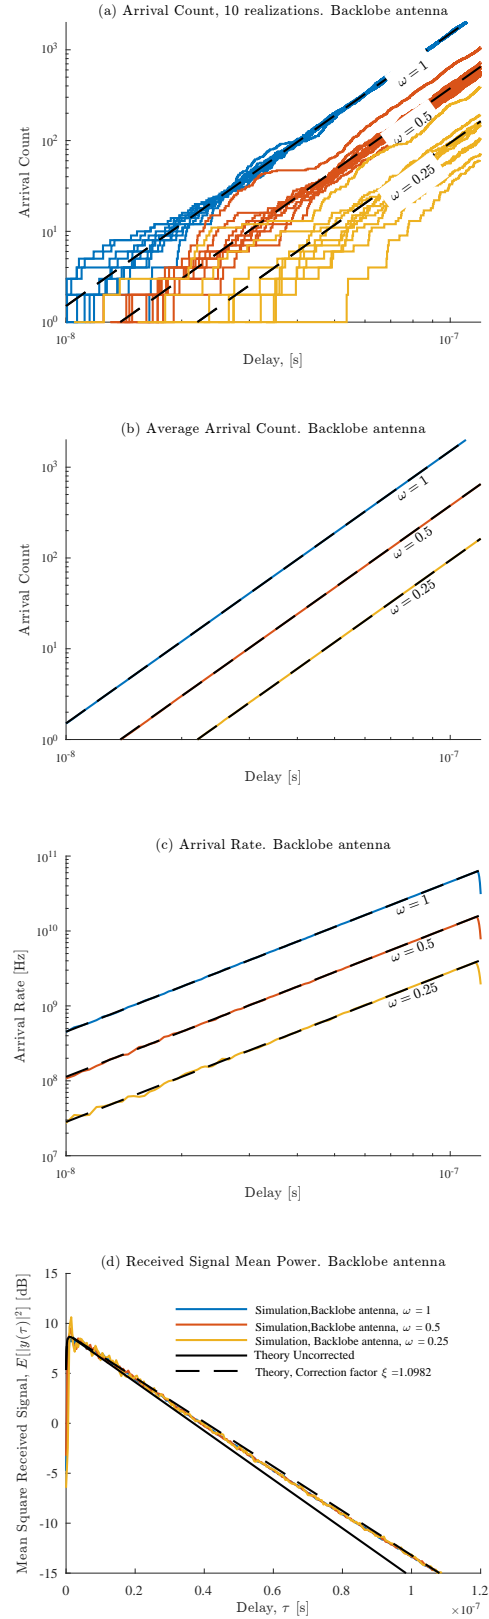 (a) Arrival Count, 10 realizations. Backlobe antenna
10³
10²
10¹
10⁰
Arrival Count
ω = 1
ω = 0.5
ω = 0.25
10⁻⁸
10⁻⁷
Delay, [s]
(b) Average Arrival Count. Backlobe antenna
10³
10²
10¹
10⁰
Arrival Count
ω = 1
ω = 0.5
ω = 0.25
10⁻⁸
10⁻⁷
Delay [s]
(c) Arrival Rate. Backlobe antenna
10¹¹
10¹⁰
10⁹
10⁸
10⁷
Arrival Rate [Hz]
ω = 1
ω = 0.5
ω = 0.25
10⁻⁸
10⁻⁷
Delay [s]
(d) Received Signal Mean Power. Backlobe antenna
15
10
5
0
-5
-10
-15
Mean Square Received Signal, E[|y(τ)|²] [dB]
Simulation,Backlobe antenna, ω = 1
Simulation,Backlobe antenna, ω = 0.5
Simulation, Backlobe antenna, ω = 0.25
Theory Uncorrected
Theory, Correction factor ξ =1.0982
0 0.2 0.4 0.6 0.8 1 1.2
Delay, τ [s]
×10⁻⁷